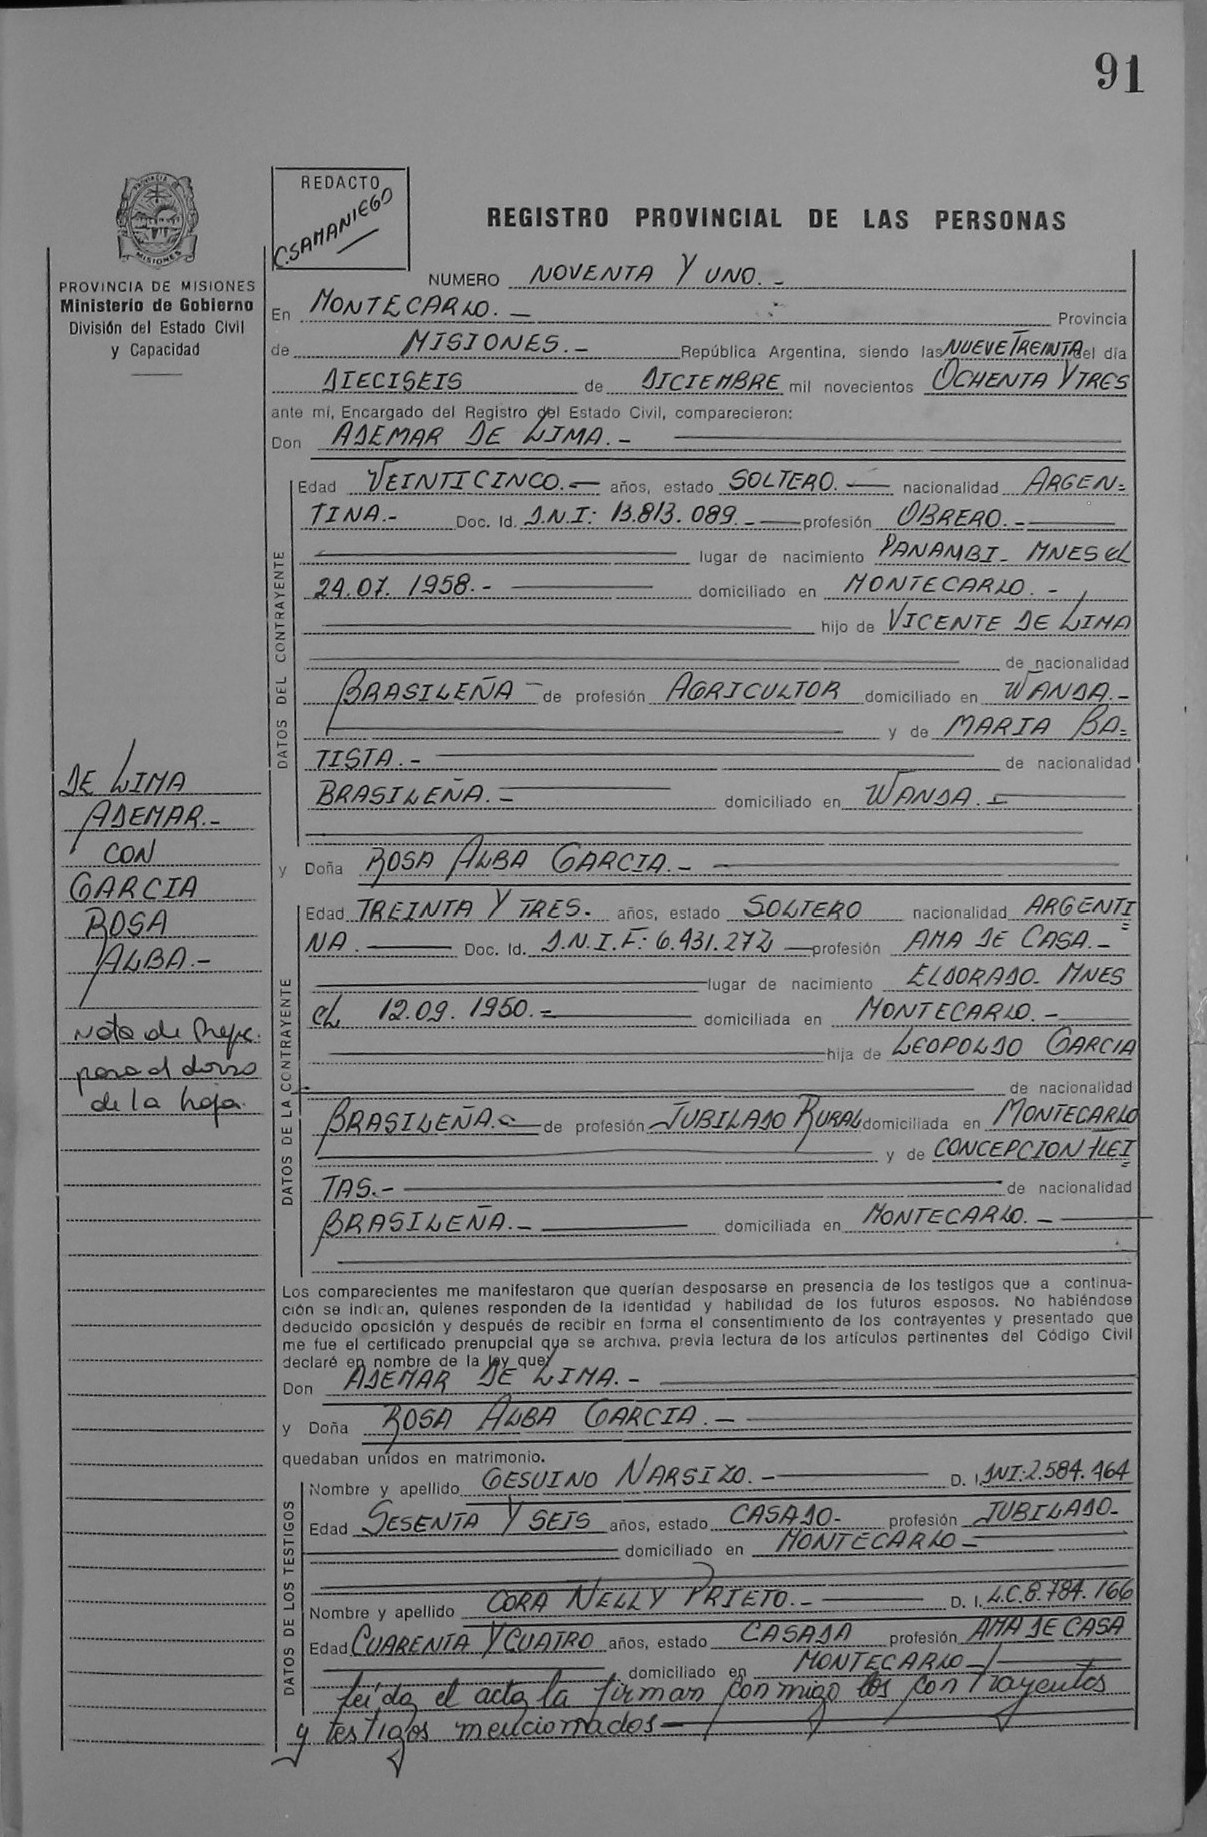 91
REDACTO
C. SAMANIEGO
REGISTRO PROVINCIAL DE LAS PERSONAS
PROVINCIA DE MISIONES
Ministerio de Gobierno
División del Estado Civil
y Capacidad
NUMERO NOVENTA Y UNO.-
En MONTECARLO.- Provincia
de MISIONES.- República Argentina, siendo las NUEVE TREINTA del día
DIECISEIS de DICIEMBRE mil novecientos OCHENTA Y TRES
ante mí, Encargado del Registro del Estado Civil, comparecieron:
Don ADEMAR DE LIMA.-
DATOS DEL CONTRAYENTE
Edad VEINTICINCO.- años, estado SOLTERO.- nacionalidad ARGEN=
TINA.- Doc. Id. D.N.I: 13.813.089.- profesión OBRERO.-
lugar de nacimiento PANAMBI- MNES el
24.07.1958.- domiciliado en MONTECARLO.-
hijo de VICENTE DE LIMA
de nacionalidad
BRASILEÑA- de profesión AGRICULTOR domiciliado en WANDA.-
y de MARIA BA=
TISTA.- de nacionalidad
BRASILEÑA.- domiciliado en WANDA.-
DE LIMA
ADEMAR.-
CON
GARCIA
ROSA
ALBA.-
Nota de
pasa al dorso
de la hoja.
y Doña ROSA ALBA GARCIA.-
DATOS DE LA CONTRAYENTE
Edad TREINTA Y TRES. años, estado SOLTERO nacionalidad ARGENTI=
NA.- Doc. Id. D.N.I.F: 6.431.272 profesión AMA DE CASA.-
lugar de nacimiento ELDORADO- MNES
el 12.09.1950.= domiciliada en MONTECARLO.-
hija de LEOPOLDO GARCIA
de nacionalidad
BRASILEÑA.- de profesión JUBILADO RURAL domiciliada en MONTECARLO
y de CONCEPCION FLEI=
TAS.- de nacionalidad
BRASILEÑA.- domiciliada en MONTECARLO.-
Los comparecientes me manifestaron que querían desposarse en presencia de los testigos que a continua-
ción se indican, quienes responden de la identidad y habilidad de los futuros esposos. No habiéndose
deducido oposición y después de recibir en forma el consentimiento de los contrayentes y presentado que
me fue el certificado prenupcial que se archiva, previa lectura de los artículos pertinentes del Código Civil
declaré en nombre de la ley que
Don ADEMAR DE LIMA.-
y Doña ROSA ALBA GARCIA.-
quedaban unidos en matrimonio.
DATOS DE LOS TESTIGOS
Nombre y apellido GESUINO NARSIZO.- D. I. DNI:2.584.464
Edad SESENTA Y SEIS años, estado CASADO- profesión JUBILADO-
domiciliado en MONTECARLO-
Nombre y apellido CORA NELLY PRIETO.- D. I. L.C.8.784.166
Edad CUARENTA Y CUATRO años, estado CASADA profesión AMA DE CASA
domiciliado en MONTECARLO-
leída el acta la firman conmigo los contrayentes
y testigos mencionados